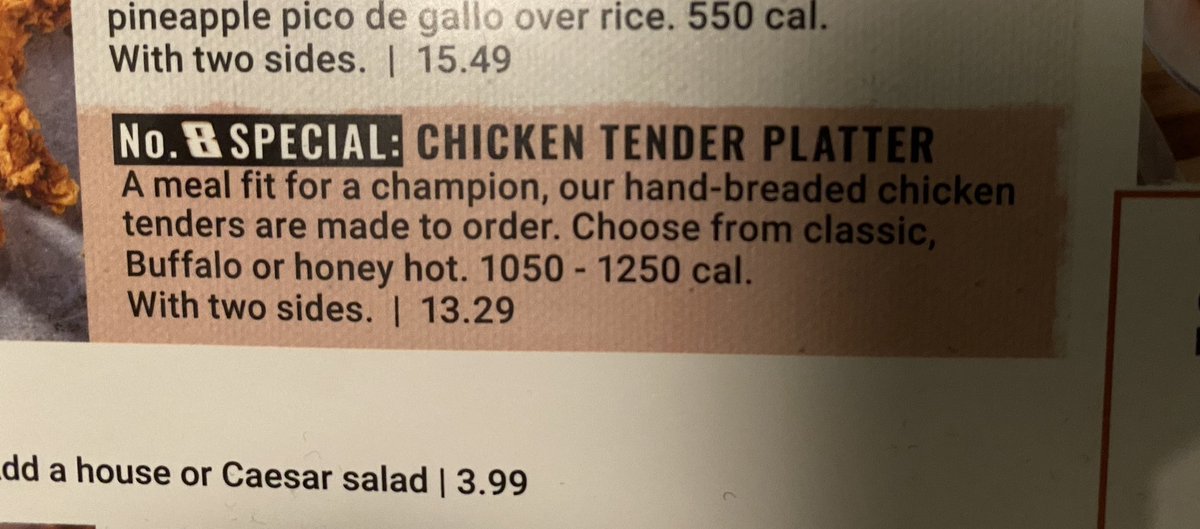 pineapple pico de gallo over rice. 550 cal.
With two sides. | 15.49
No. 8 SPECIAL: CHICKEN TENDER PLATTER
A meal fit for a champion, our hand-breaded chicken
tenders are made to order. Choose from classic,
Buffalo or honey hot. 1050 - 1250 cal.
With two sides. | 13.29
dd a house or Caesar salad | 3.99